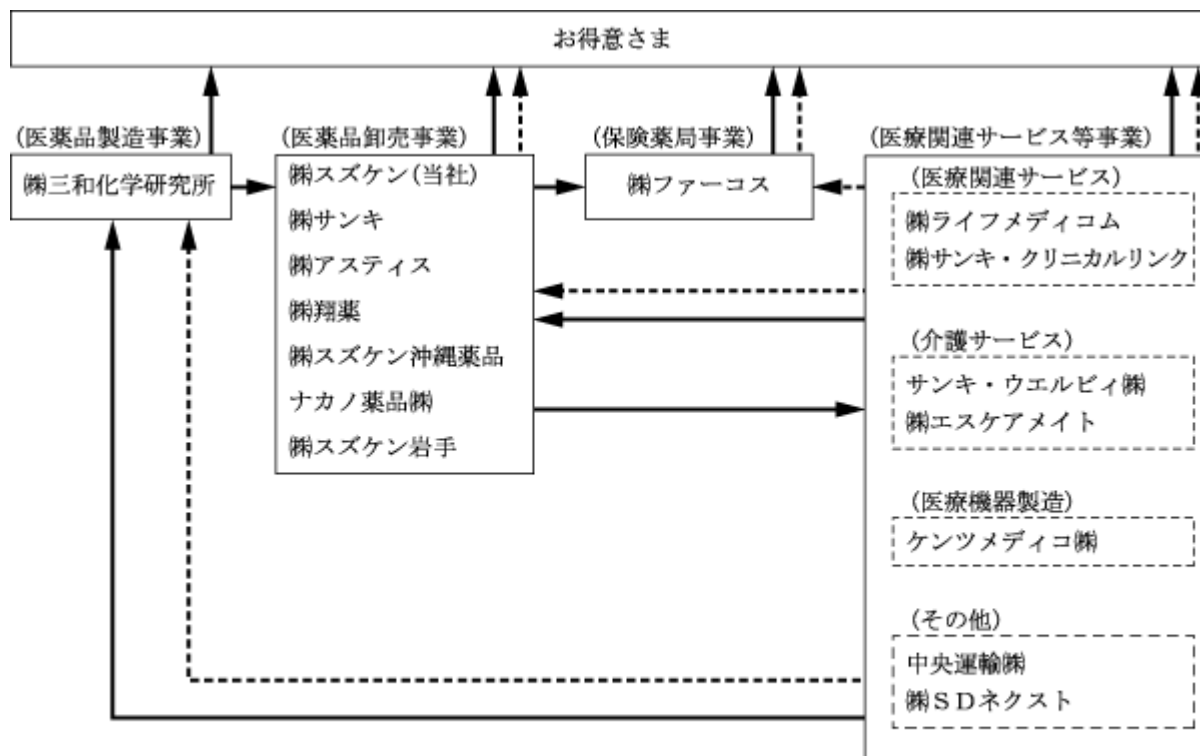 お得意さま
(医薬品製造事業)
㈱三和化学研究所
(医薬品卸売事業)
㈱スズケン(当社)
㈱サンキ
㈱アスティス
㈱翔薬
㈱スズケン沖縄薬品
ナカノ薬品㈱
㈱スズケン岩手
(保険薬局事業)
㈱ファーコス
(医療関連サービス等事業)
(医療関連サービス)
㈱ライフメディコム
㈱サンキ・クリニカルリンク
(介護サービス)
サンキ・ウエルビィ㈱
㈱エスケアメイト
(医療機器製造)
ケンツメディコ㈱
(その他)
中央運輸㈱
㈱ＳＤネクスト